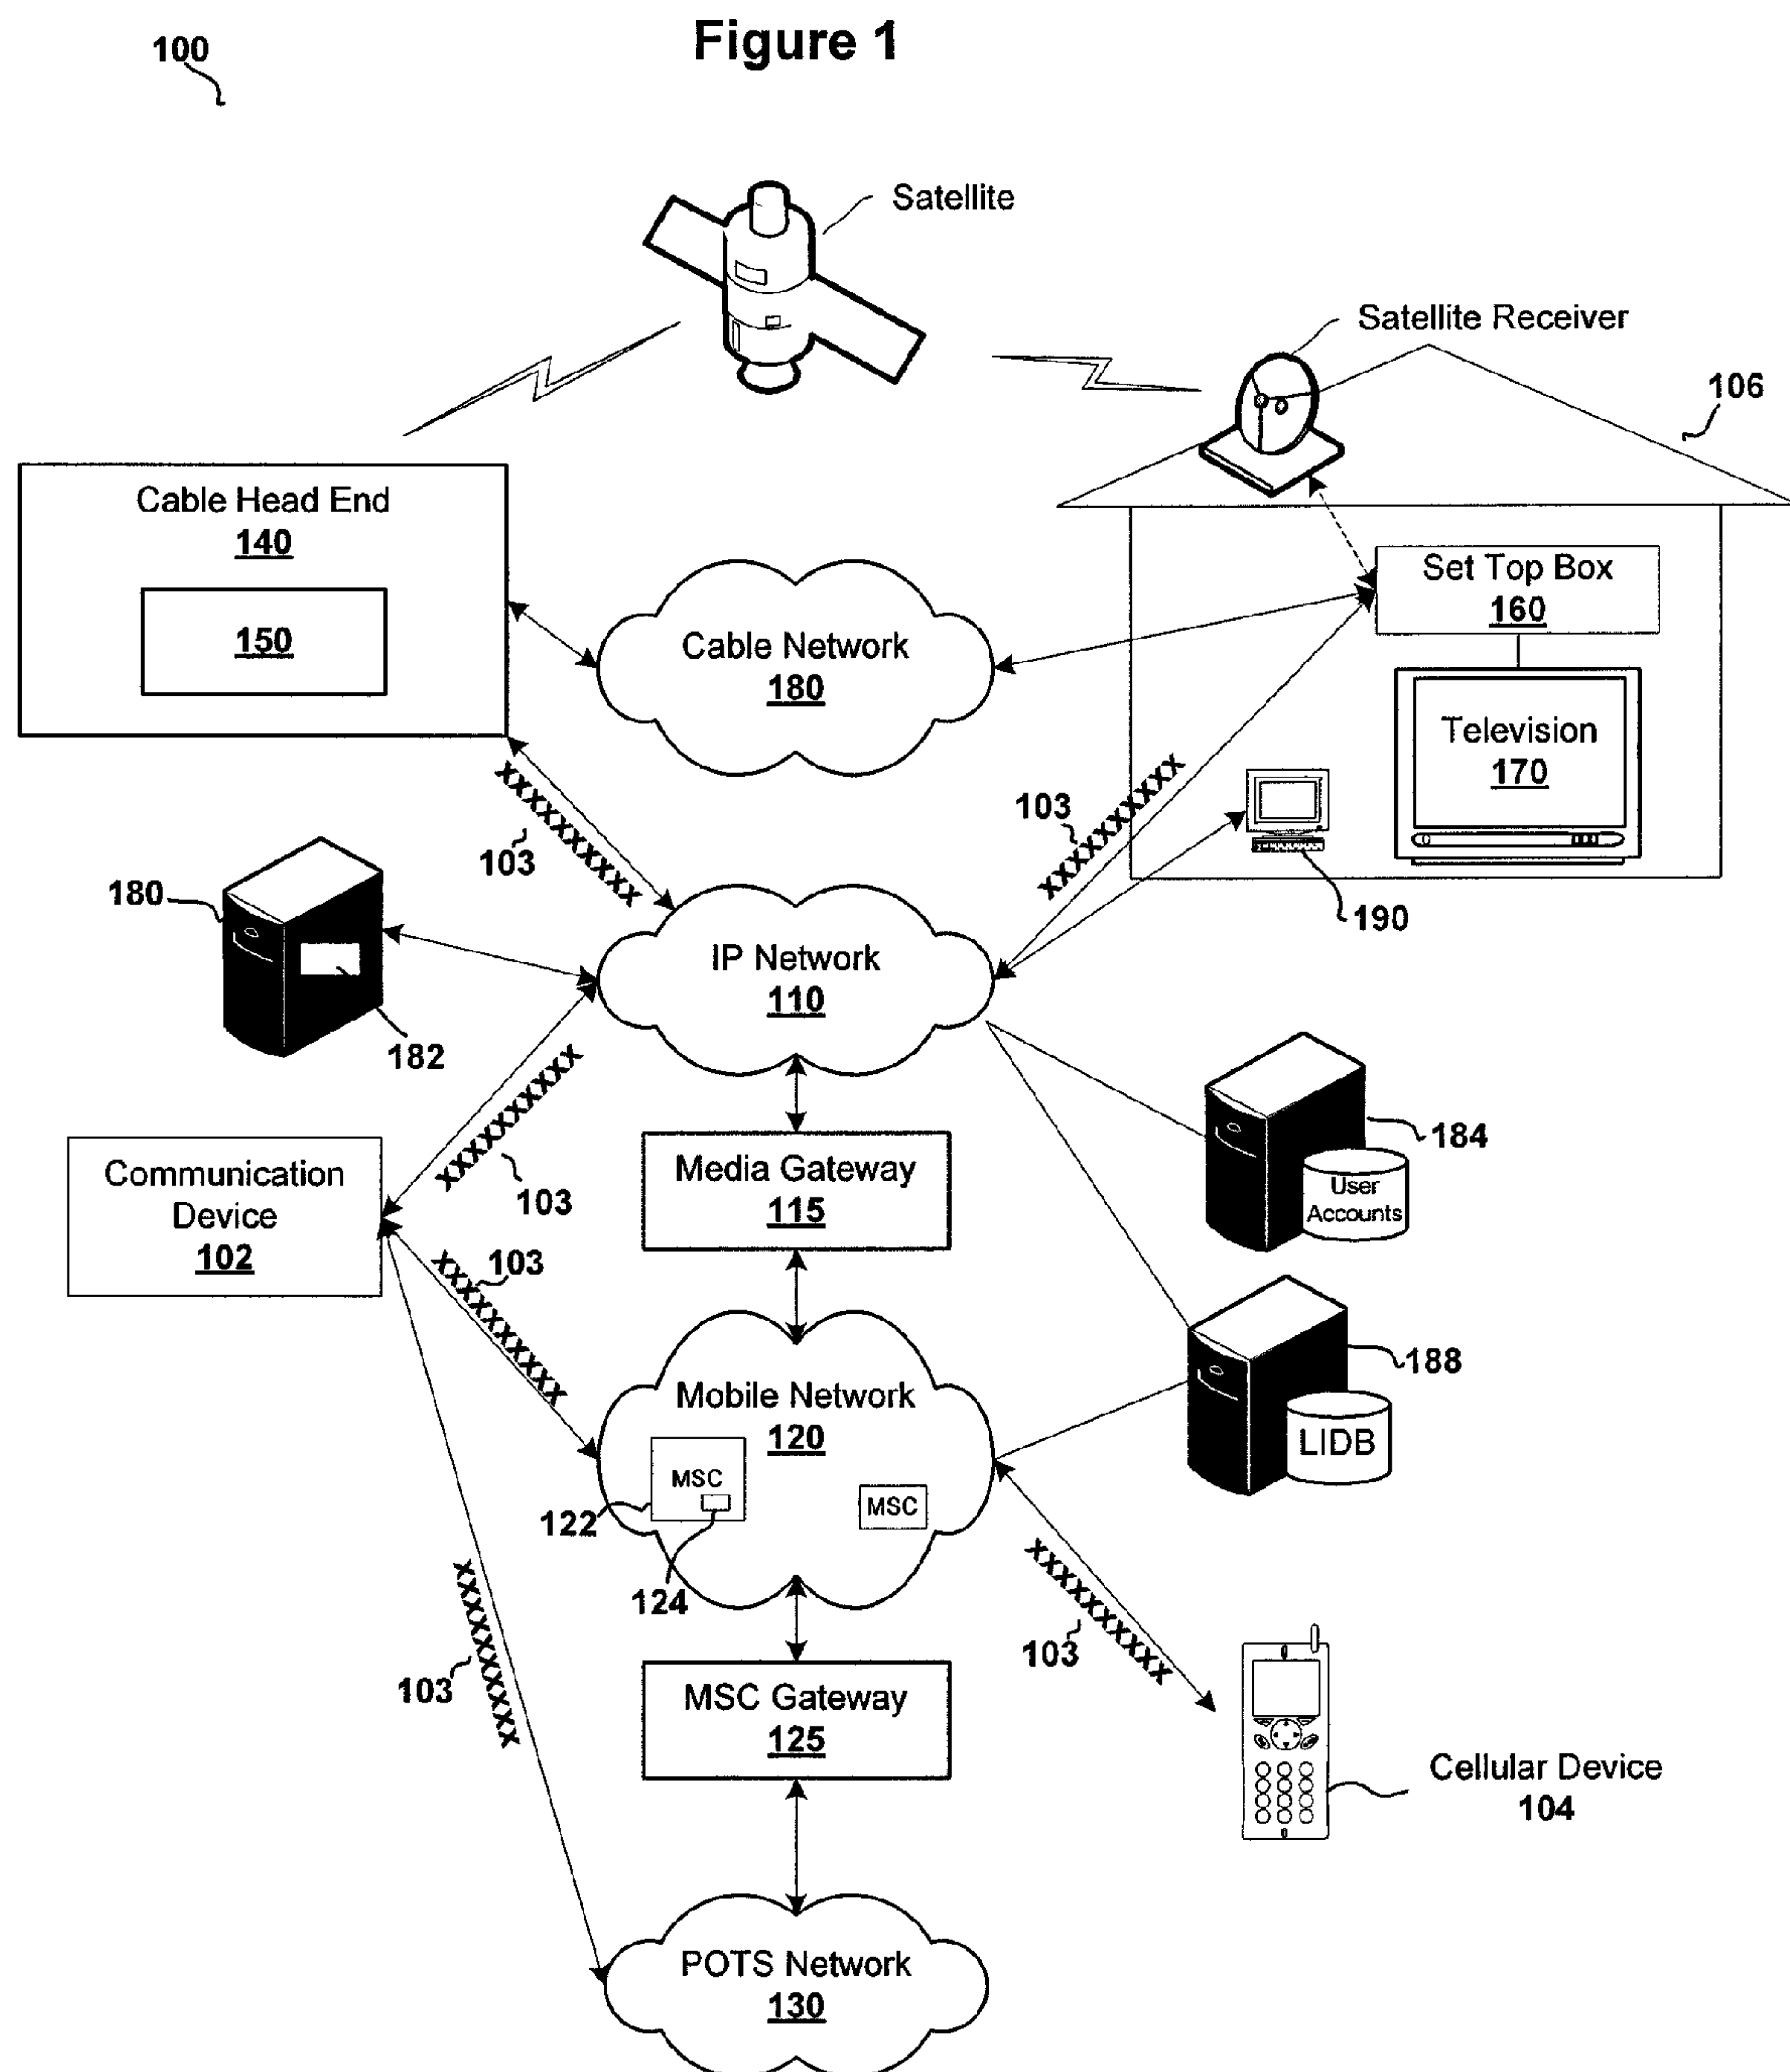 Figure 1
100
Satellite
Satellite Receiver
106
Cable Head End
140
150
Cable Network
180
Set Top Box
160
Television
170
190
XXXXXXXXXX
103
103
XXXXXXXXXX
180
182
IP Network
110
XXXXXXXXXX
103
Communication
Device
102
Media Gateway
115
184
User
Accounts
103
XXXXXXXXXX
Mobile Network
120
MSC
122
124
MSC
188
LIDB
XXXXXXXXXX
103
XXXXXXXXXX
103
MSC Gateway
125
Cellular Device
104
POTS Network
130